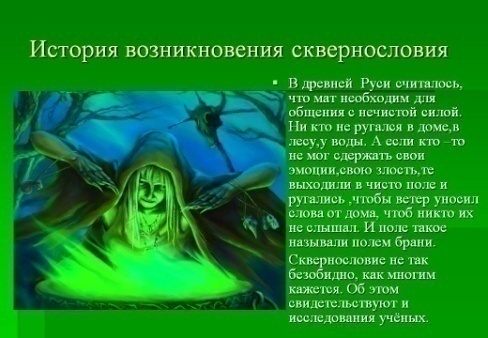 История возникновения сквернословия
В древней Руси считалось,
что мат необходим для
общения с нечистой силой.
Ни кто не ругался в доме,в
лесу,у воды. А если кто –то
не мог сдержать свои
эмоции,свою злость,те
выходили в чисто поле и
ругались ,чтобы ветер уносил
слова от дома, чтоб никто их
не слышал. И поле такое
называли полем брани.
Сквернословие не так
безобидно, как многим
кажется. Об этом
свидетельствуют и
исследования учёных.